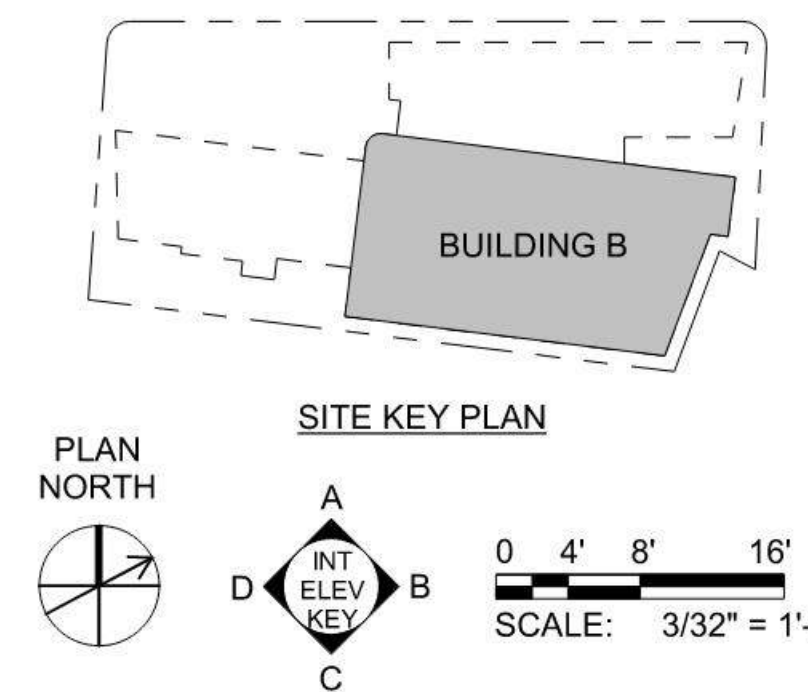 BUILDING B
SITE KEY PLAN
PLAN
NORTH
A
INT
ELEV
KEY
D
B
C
0 4' 8' 16'
SCALE: 3/32" = 1'-